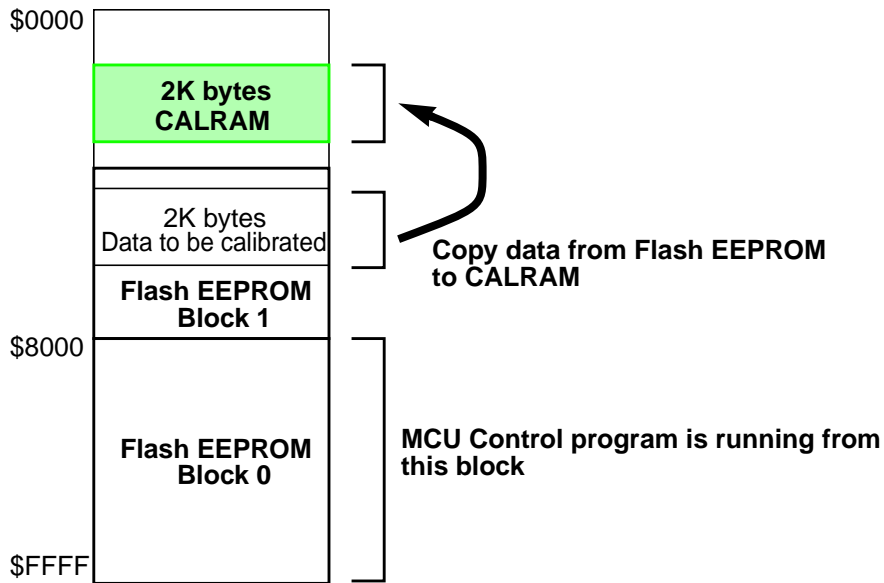 $0000
2K bytes
CALRAM
2K bytes
Data to be calibrated
Copy data from Flash EEPROM
to CALRAM
Flash EEPROM
Block 1
$8000
Flash EEPROM
Block 0
MCU Control program is running from
this block
$FFFF